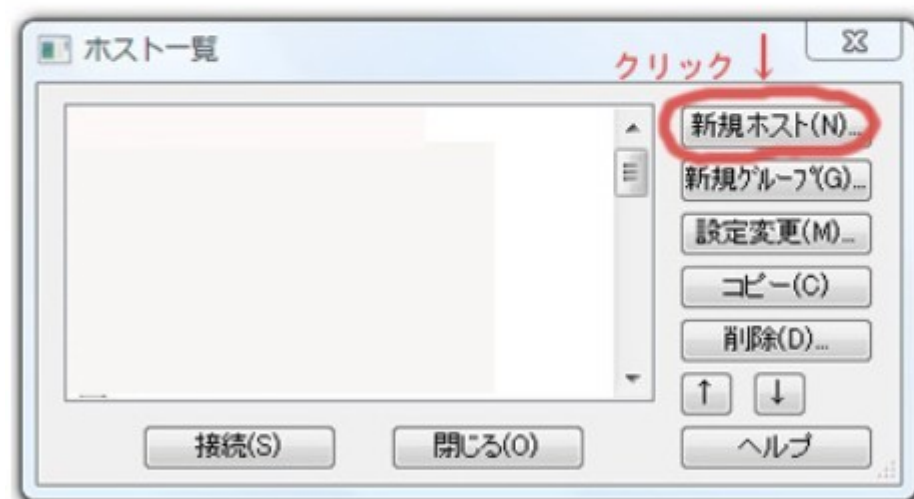 ホスト一覧
クリック ↓
新規ホスト(N)...
新規ｸﾞﾙｰﾌﾟ(G)...
設定変更(M)...
コピー(C)
削除(D)...
↑ ↓
接続(S) 閉じる(O) ヘルプ